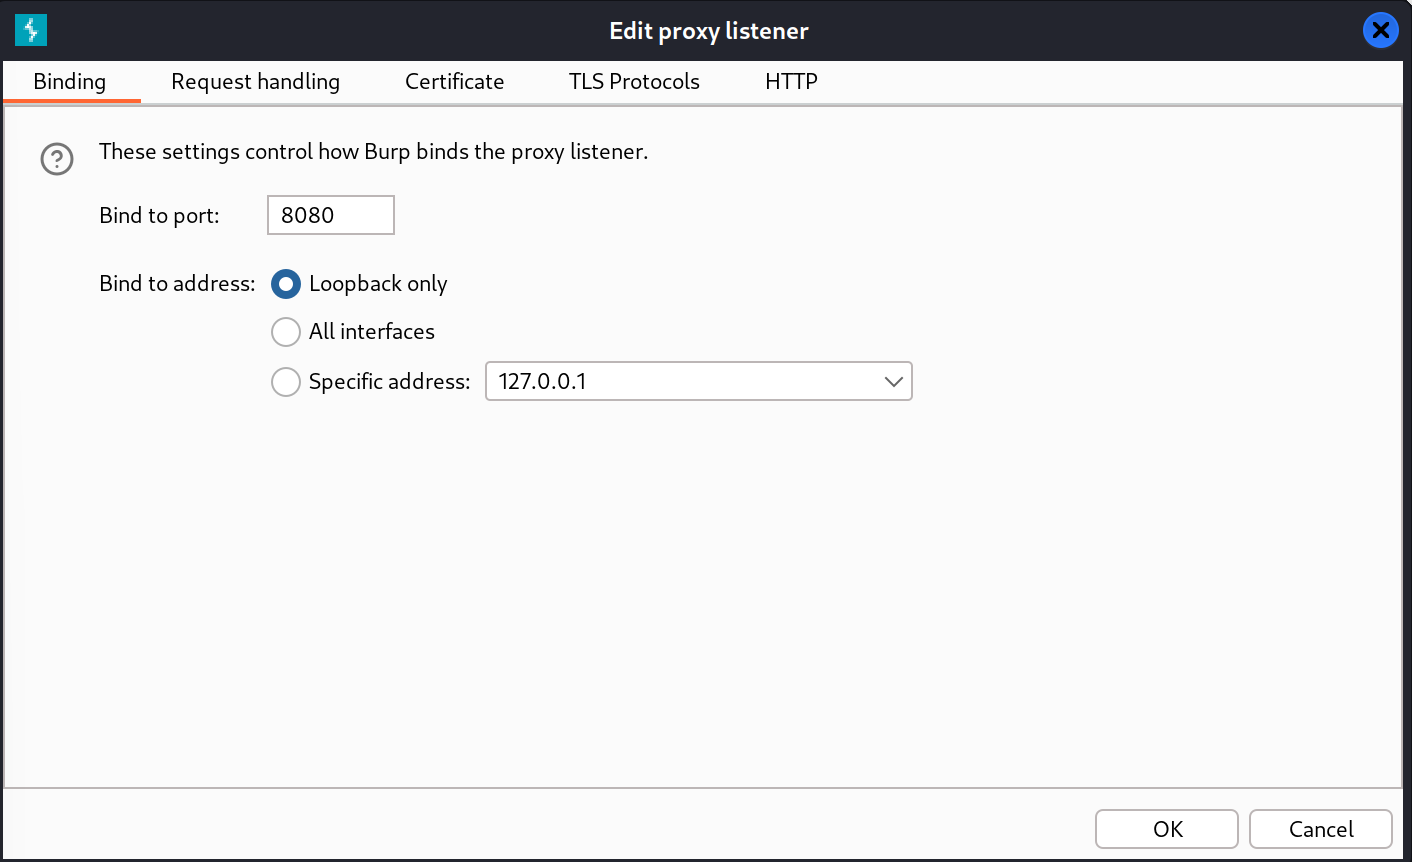 Edit proxy listener
Binding Request handling Certificate TLS Protocols HTTP
These settings control how Burp binds the proxy listener.
Bind to port: 8080
Bind to address: Loopback only
All interfaces
Specific address: 127.0.0.1
OK Cancel